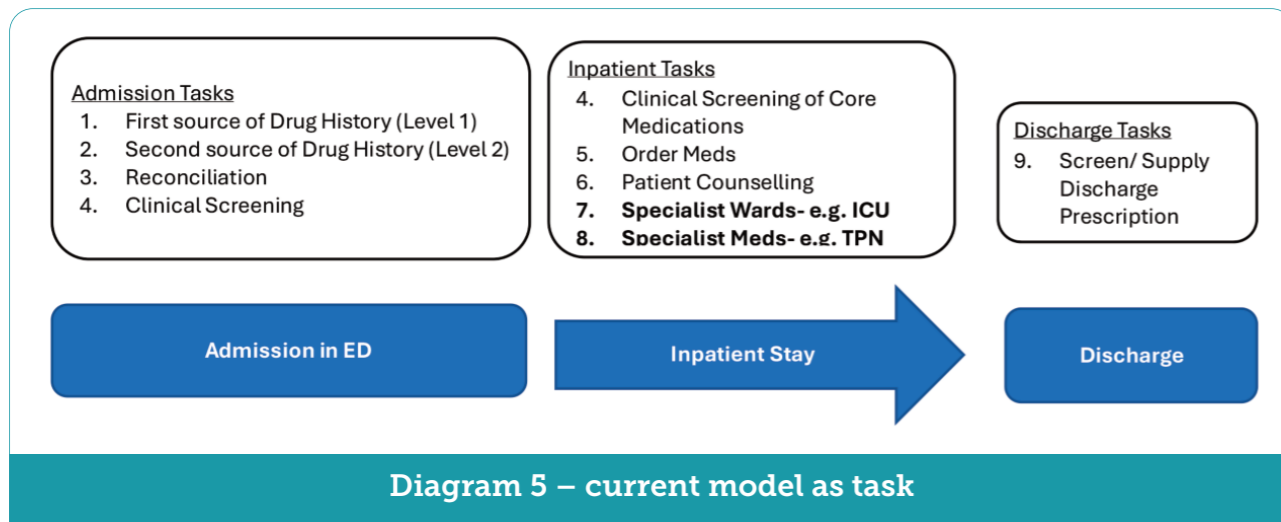 Admission Tasks
1. First source of Drug History (Level 1)
2. Second source of Drug History (Level 2)
3. Reconciliation
4. Clinical Screening
Inpatient Tasks
4. Clinical Screening of Core
Medications
5. Order Meds
6. Patient Counselling
7. Specialist Wards- e.g. ICU
8. Specialist Meds- e.g. TPN
Discharge Tasks
9. Screen/ Supply
Discharge
Prescription
Admission in ED
Inpatient Stay
Discharge
Diagram 5 – current model as task